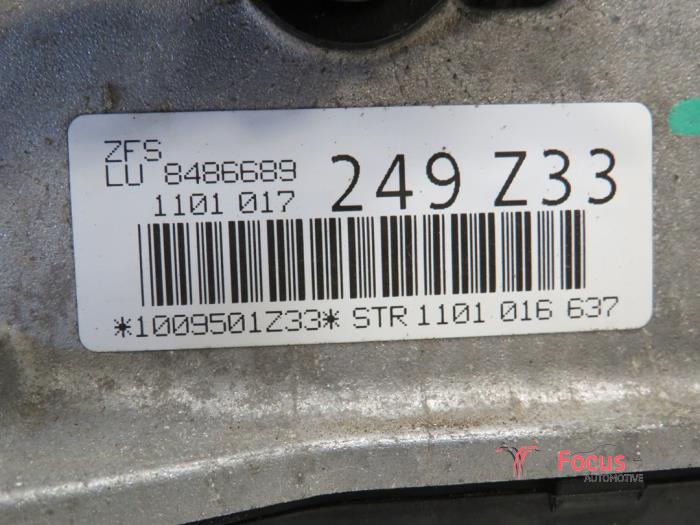 ZFS
LU 8486689
1101 017
249 Z33
*1009501Z33* STR 1101 016 637
Focus
AUTOMOTIVE